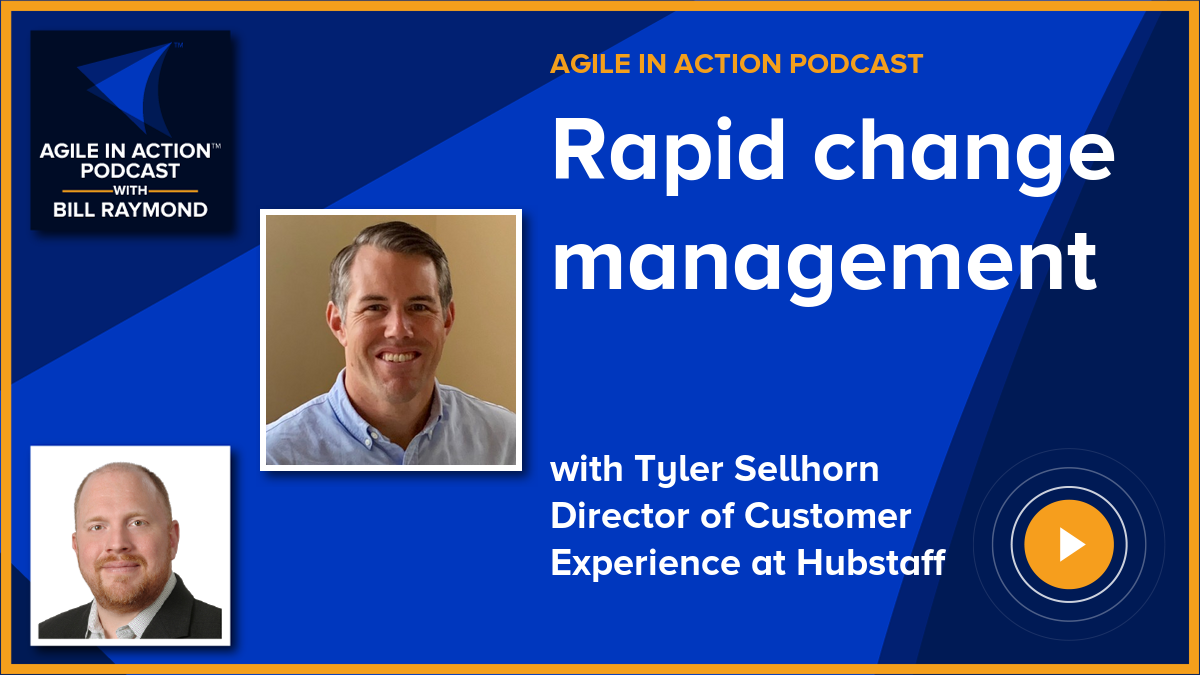 AGILE IN ACTION™
PODCAST
WITH
BILL RAYMOND
AGILE IN ACTION PODCAST
Rapid change
management
with Tyler Sellhorn
Director of Customer
Experience at Hubstaff
TM